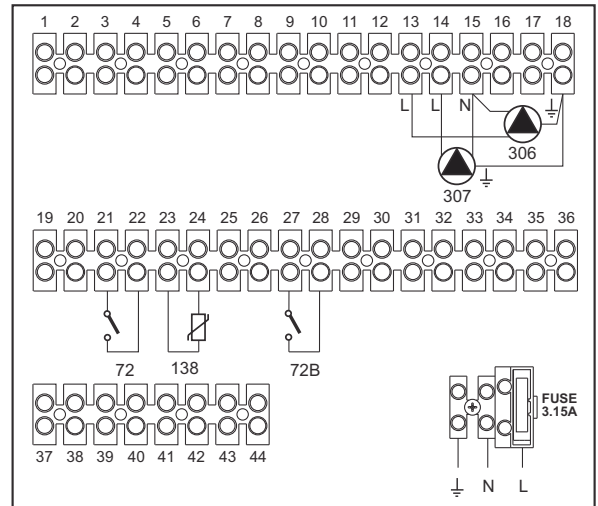 1 2 3 4 5 6 7 8 9 10 11 12 13 14 15 16 17 18
L L N
306
307
19 20 21 22 23 24 25 26 27 28 29 30 31 32 33 34 35 36
72 138 72B
FUSE
3.15A
37 38 39 40 41 42 43 44
N L